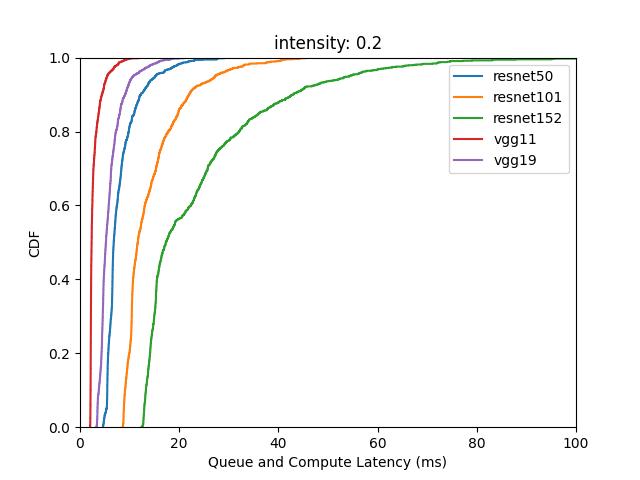 intensity: 0.2
1.0
0.8
0.6
0.4
0.2
0.0
CDF
resnet50
resnet101
resnet152
vgg11
vgg19
0 20 40 60 80 100
Queue and Compute Latency (ms)